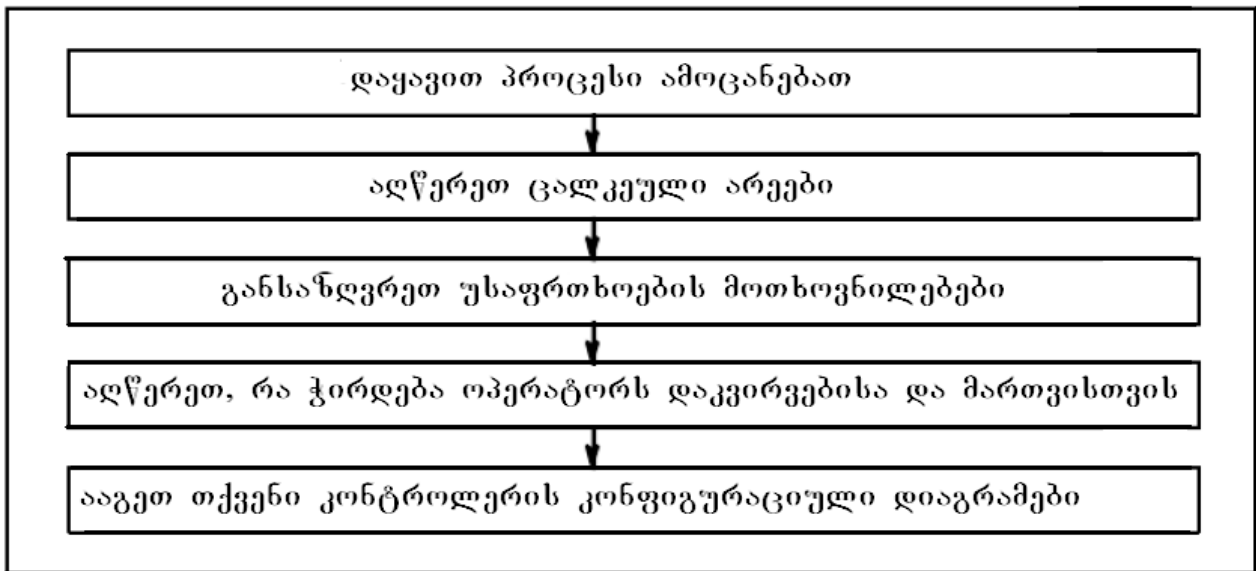 დაყავით პროცესი ამოცანებათ
აღწერეთ ცალკეული არეები
განსაზღვრეთ უსაფრთხოების მოთხოვნილებები
აღწერეთ, რა ჭირდება ოპერატორს დაკვირვებისა და მართვისთვის
ააგეთ თქვენი კონტროლერის კონფიგურაციული დიაგრამები